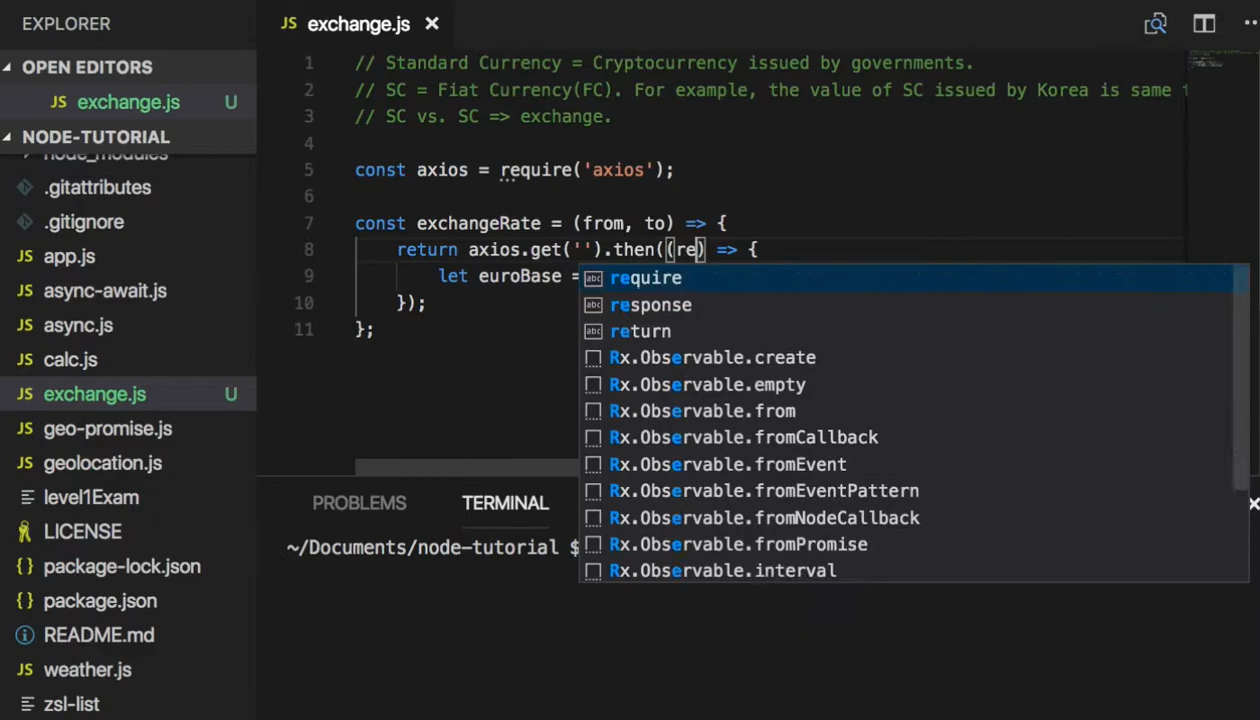 EXPLORER
OPEN EDITORS
JS exchange.js U
NODE-TUTORIAL
node_modules
.gitattributes
.gitignore
JS app.js
JS async-await.js
JS async.js
JS calc.js
JS exchange.js U
JS geo-promise.js
JS geolocation.js
level1Exam
LICENSE
{} package-lock.json
{} package.json
README.md
JS weather.js
zsl-list
JS exchange.js ×
1 // Standard Currency = Cryptocurrency issued by governments.
2 // SC = Fiat Currency(FC). For example, the value of SC issued by Korea is same
3 // SC vs. SC => exchange.
4
5 const axios = require('axios');
6
7 const exchangeRate = (from, to) => {
8 return axios.get('').then((re) => {
9 let euroBase =
10 });
11 };
abc require
abc response
abc return
Rx.Observable.create
Rx.Observable.empty
Rx.Observable.from
Rx.Observable.fromCallback
Rx.Observable.fromEvent
Rx.Observable.fromEventPattern
Rx.Observable.fromNodeCallback
Rx.Observable.fromPromise
Rx.Observable.interval
PROBLEMS TERMINAL
~/Documents/node-tutorial $